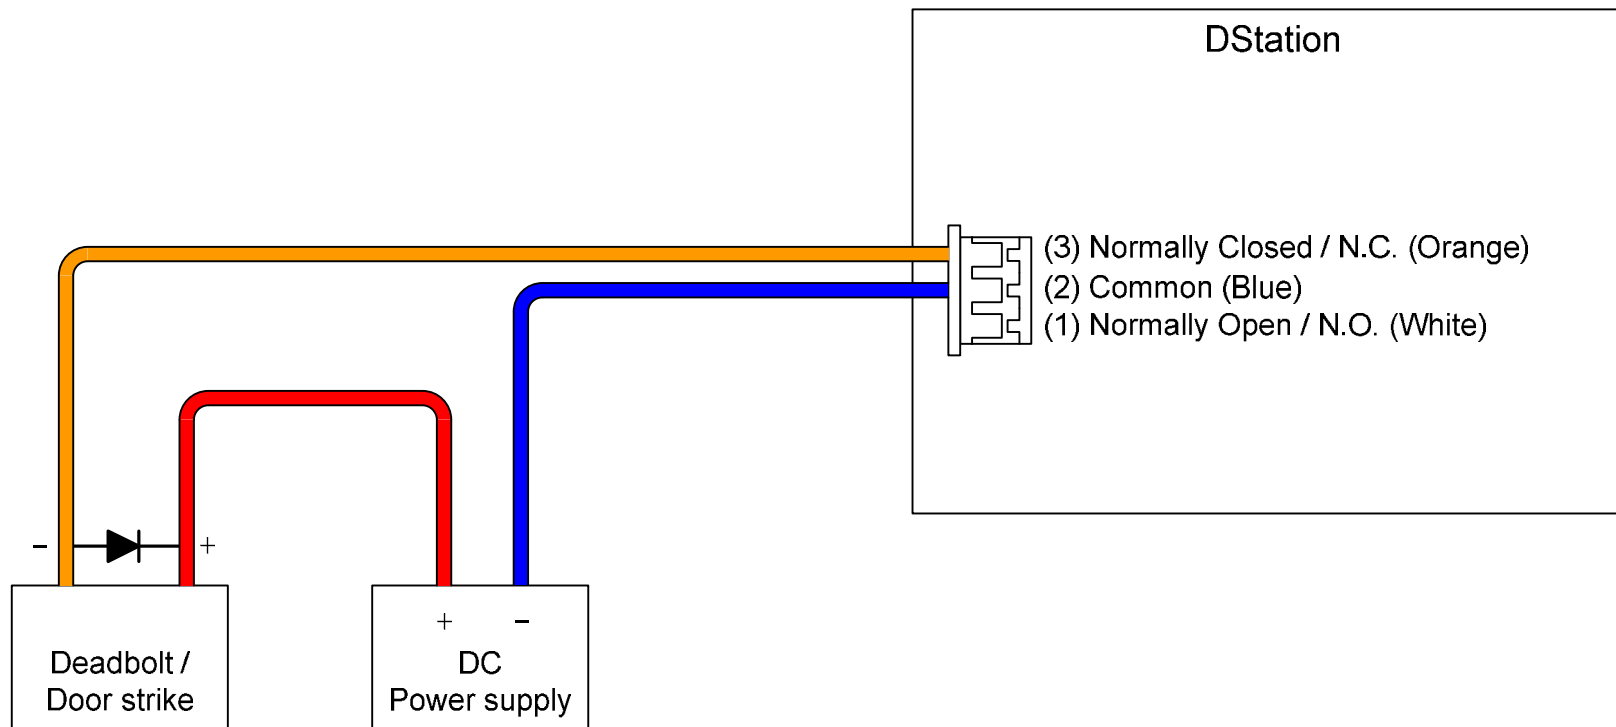 DStation
(3) Normally Closed / N.C. (Orange)
(2) Common (Blue)
(1) Normally Open / N.O. (White)
− +
+ −
Deadbolt /
Door strike
DC
Power supply